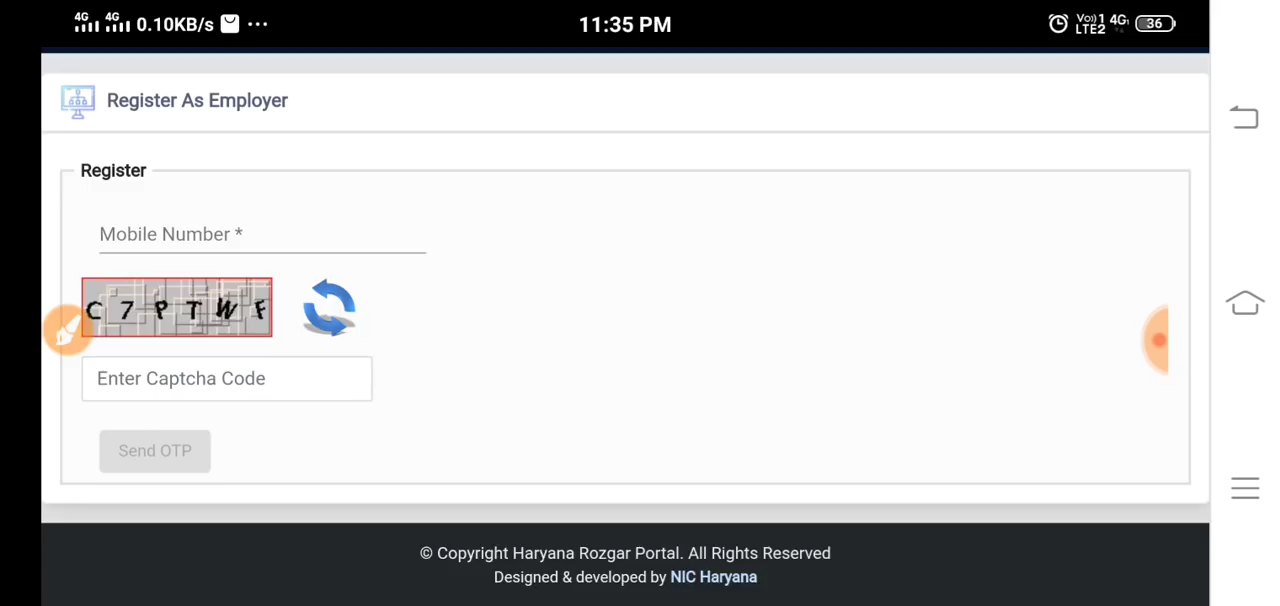 4G 4G 0.10KB/s ... 11:35 PM Vo)) 1 4G 36
LTE2
Register As Employer
Register
Mobile Number *
C 7 P T W F
Enter Captcha Code
Send OTP
© Copyright Haryana Rozgar Portal. All Rights Reserved
Designed & developed by NIC Haryana